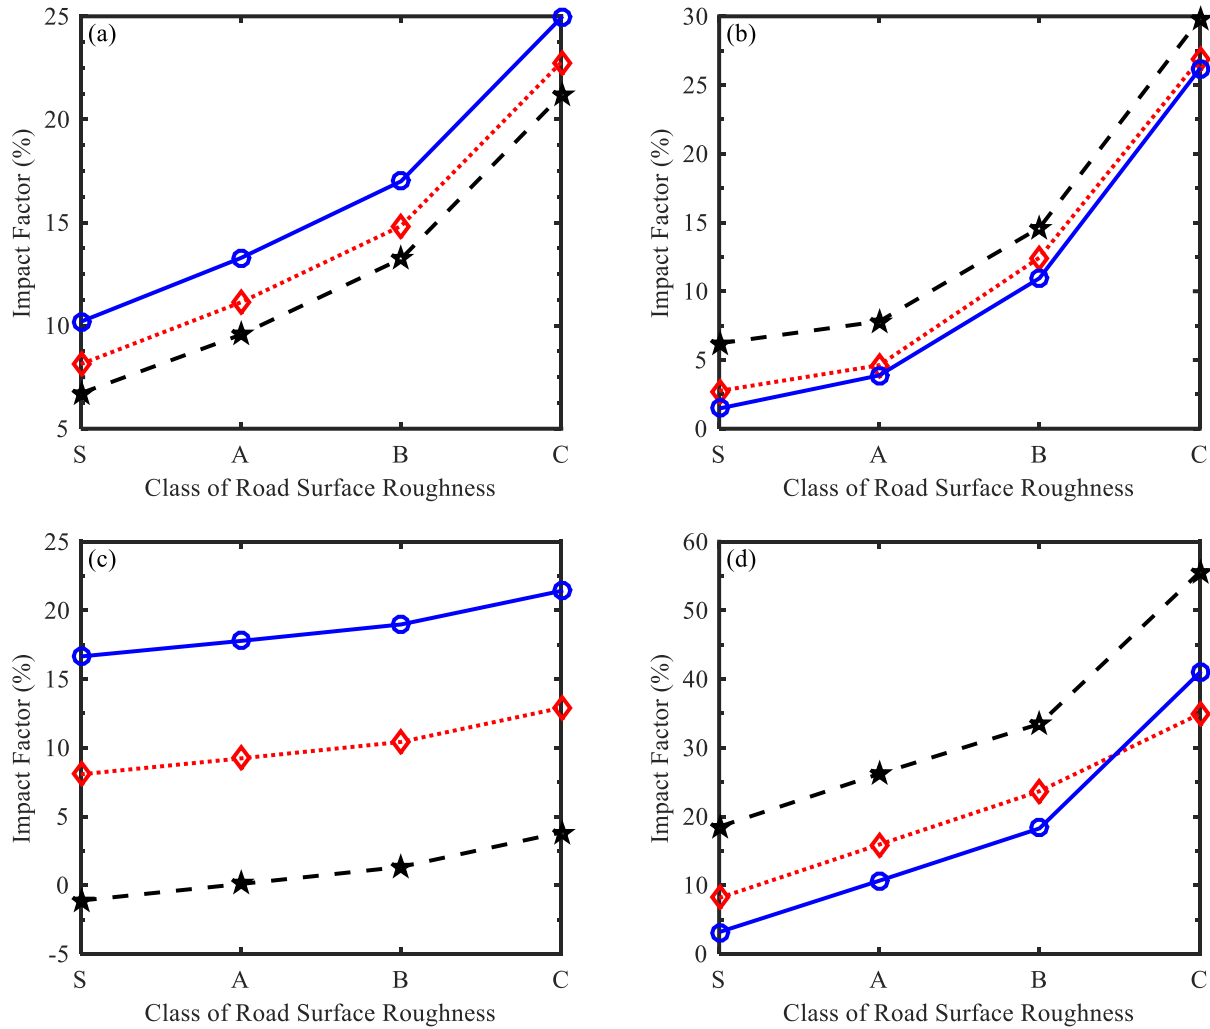 (a)
25
20
15
10
5
Impact Factor (%)
S A B C
Class of Road Surface Roughness
(b)
30
25
20
15
10
5
0
Impact Factor (%)
S A B C
Class of Road Surface Roughness
(c)
25
20
15
10
5
0
-5
Impact Factor (%)
S A B C
Class of Road Surface Roughness
(d)
60
50
40
30
20
10
0
Impact Factor (%)
S A B C
Class of Road Surface Roughness